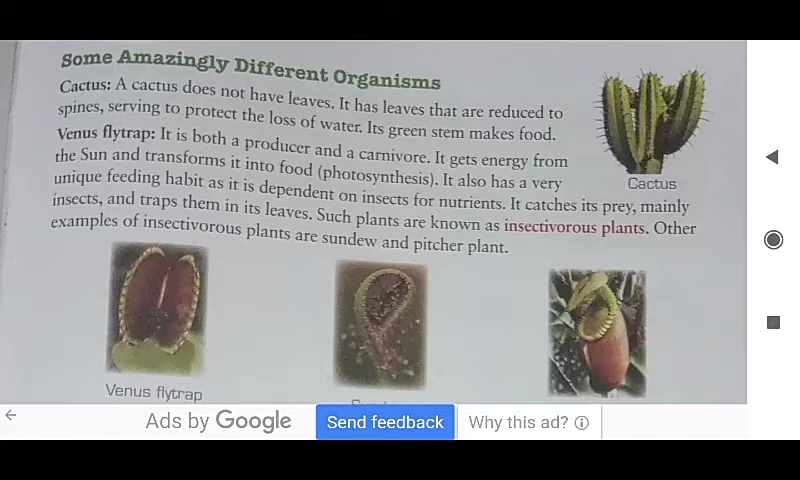 Some Amazingly Different Organisms
Cactus: A cactus does not have leaves. It has leaves that are reduced to
spines, serving to protect the loss of water. Its green stem makes food.
Venus flytrap: It is both a producer and a carnivore. It gets energy from
the Sun and transforms it into food (photosynthesis). It also has a very
unique feeding habit as it is dependent on insects for nutrients. It catches its prey, mainly
insects, and traps them in its leaves. Such plants are known as insectivorous plants. Other
examples of insectivorous plants are sundew and pitcher plant.
Cactus
Venus flytrap
Ads by Google
Send feedback
Why this ad?